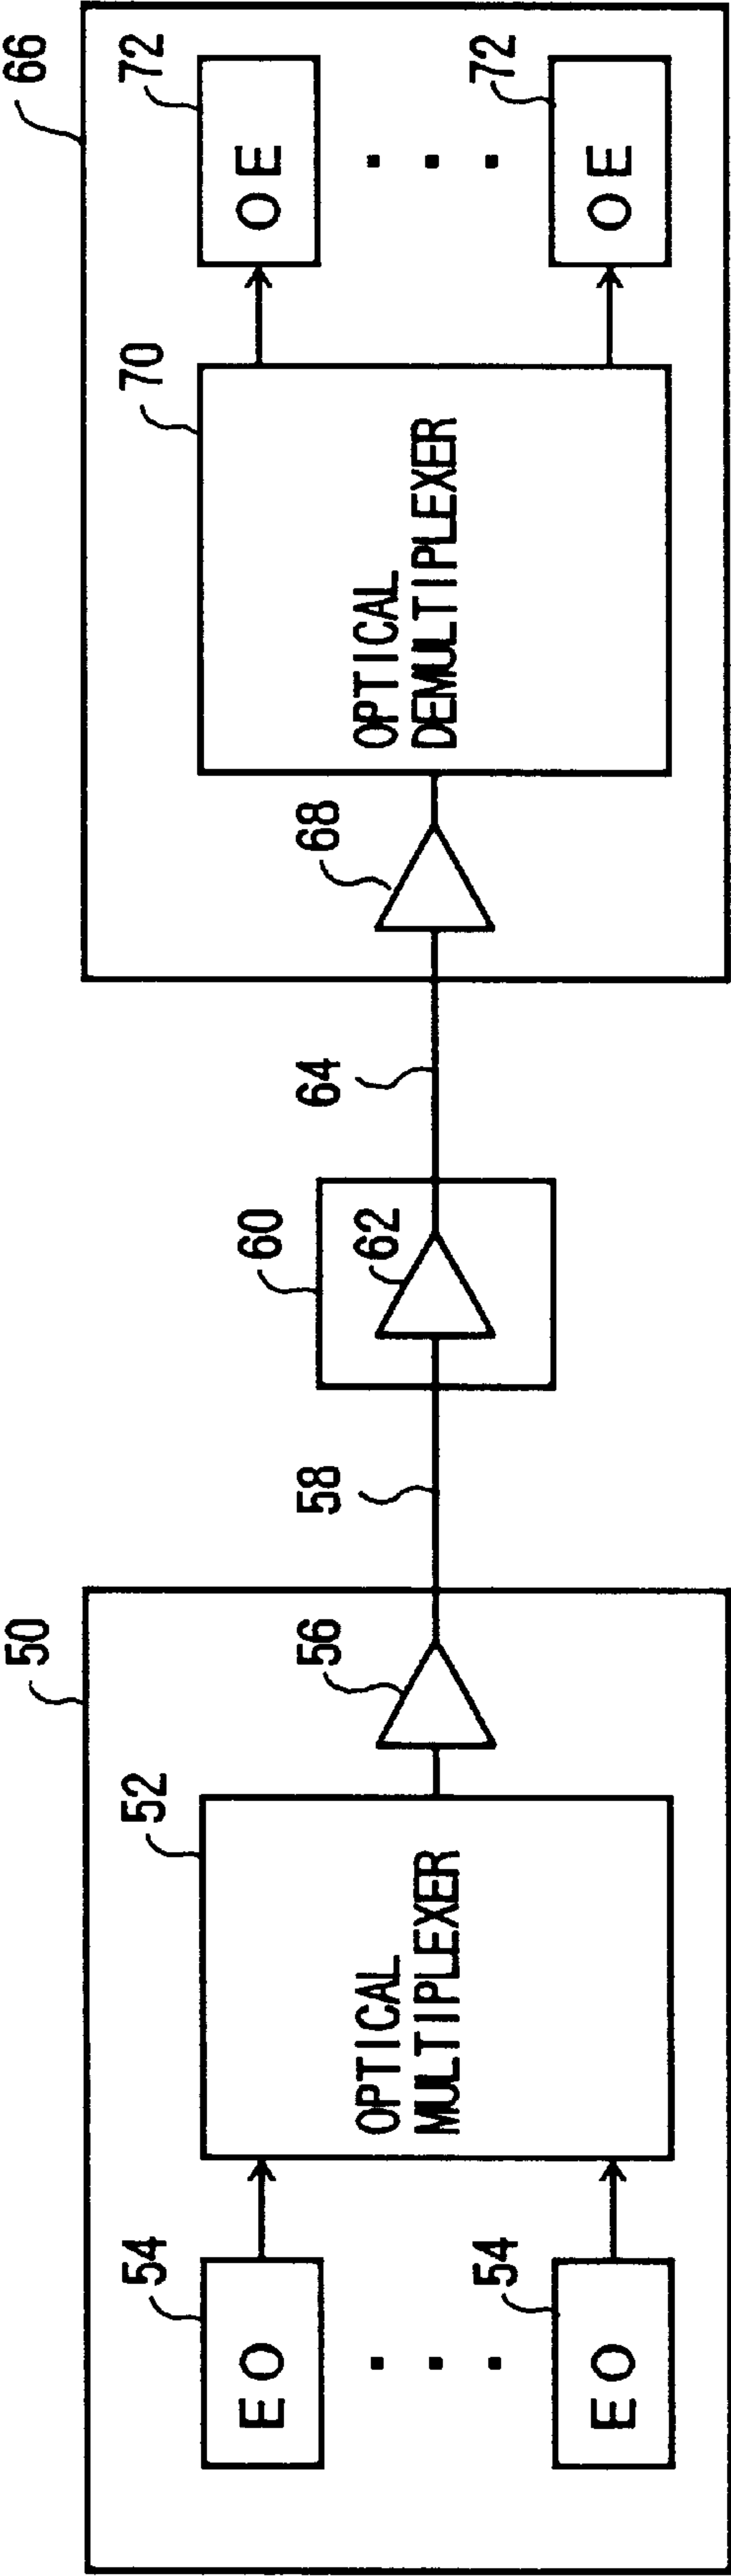 50
54
EO
54
EO
52
OPTICAL
MULTIPLEXER
56
58
60
62
64
66
68
70
OPTICAL
DEMULTIPLEXER
72
OE
72
OE